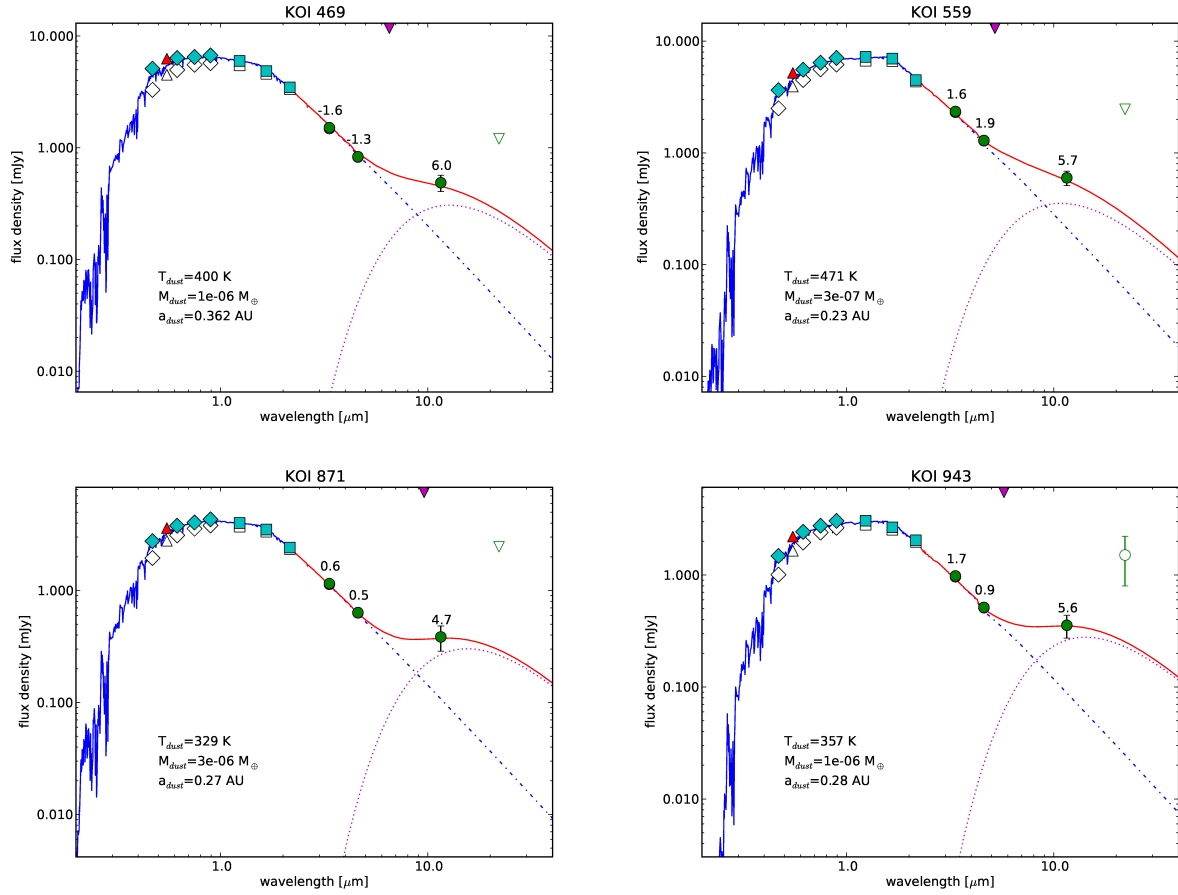 KOI 469
10.000
1.000
0.100
0.010
flux density [mJy]
-1.6
-1.3
6.0
T_dust=400 K
M_dust=1e-06 M⊕
a_dust=0.362 AU
1.0
10.0
wavelength [μm]
KOI 559
10.000
1.000
0.100
0.010
flux density [mJy]
1.6
1.9
5.7
T_dust=471 K
M_dust=3e-07 M⊕
a_dust=0.23 AU
1.0
10.0
wavelength [μm]
KOI 871
1.000
0.100
0.010
flux density [mJy]
0.6
0.5
4.7
T_dust=329 K
M_dust=3e-06 M⊕
a_dust=0.27 AU
1.0
10.0
wavelength [μm]
KOI 943
1.000
0.100
0.010
flux density [mJy]
1.7
0.9
5.6
T_dust=357 K
M_dust=1e-06 M⊕
a_dust=0.28 AU
1.0
10.0
wavelength [μm]